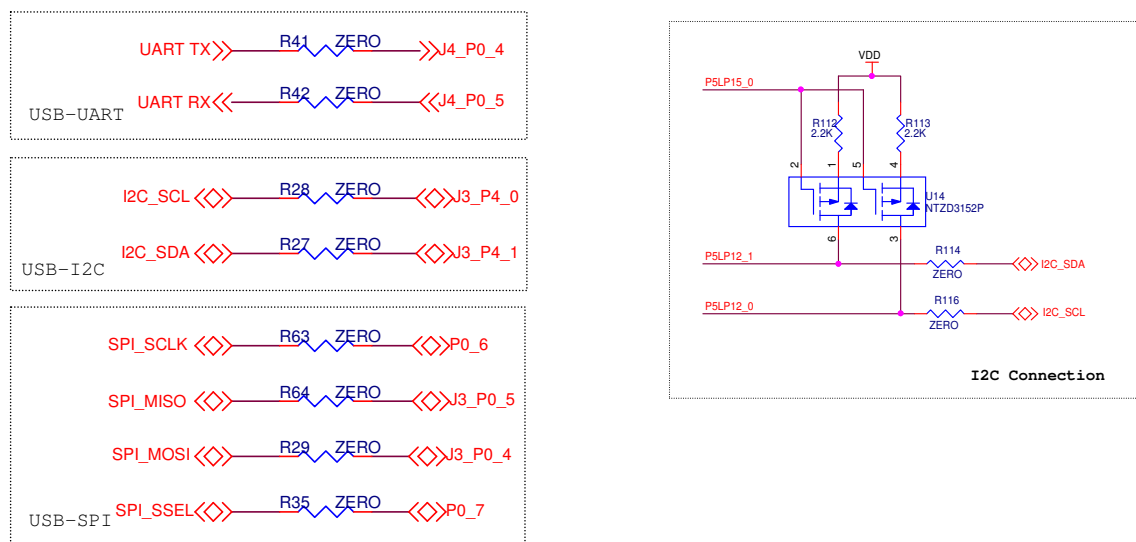 UART TX R41 ZERO J4_P0_4
UART RX R42 ZERO J4_P0_5
USB-UART
I2C_SCL R28 ZERO J3_P4_0
I2C_SDA R27 ZERO J3_P4_1
USB-I2C
SPI_SCLK R63 ZERO P0_6
SPI_MISO R64 ZERO J3_P0_5
SPI_MOSI R29 ZERO J3_P0_4
SPI_SSEL R35 ZERO P0_7
USB-SPI
VDD
P5LP15_0
R112 R113
2.2K 2.2K
2 1 5 4
U14
NTZD3152P
6 3
P5LP12_1 R114 I2C_SDA
ZERO
P5LP12_0 R116 I2C_SCL
ZERO
I2C Connection